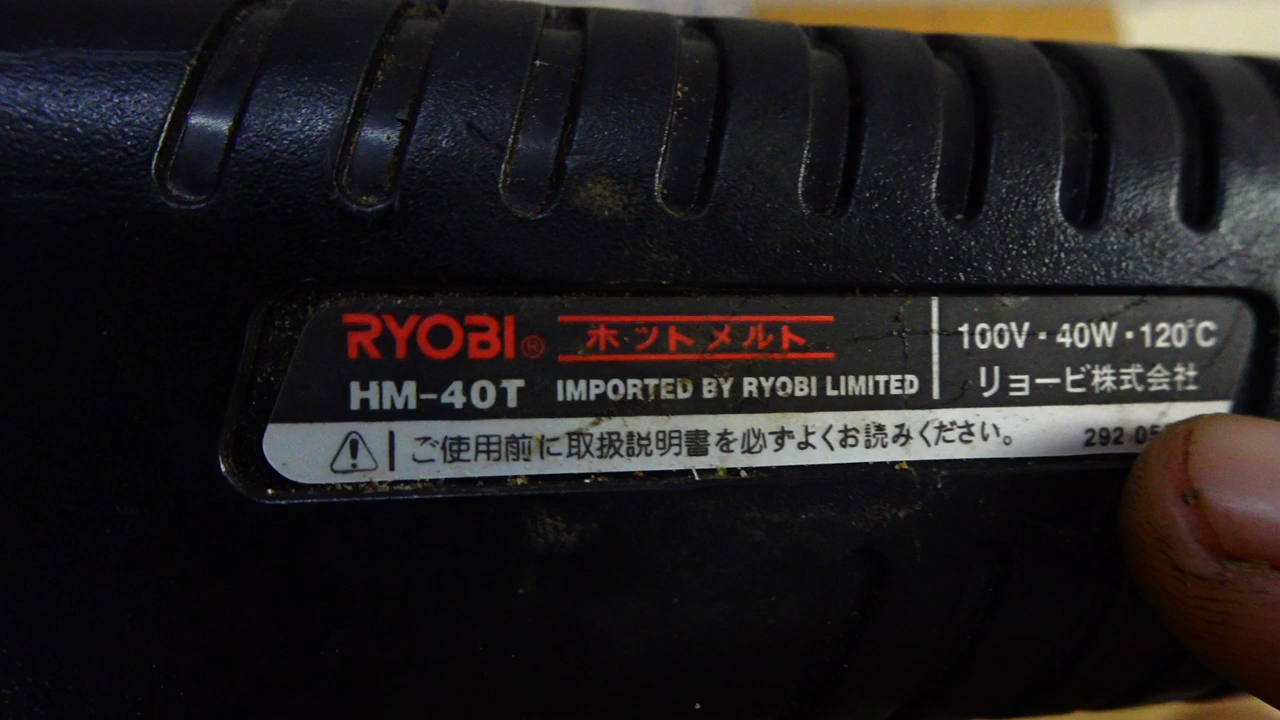 RYOBI® ホットメルト
HM-40T IMPORTED BY RYOBI LIMITED
100V・40W・120℃
リョービ株式会社
ご使用前に取扱説明書を必ずよくお読みください。
292